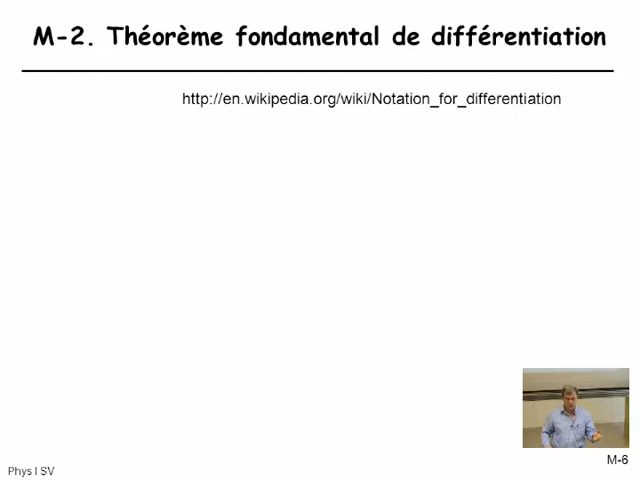 M-2. Théorème fondamental de différentiation
http://en.wikipedia.org/wiki/Notation_for_differentiation
M-6
Phys I SV